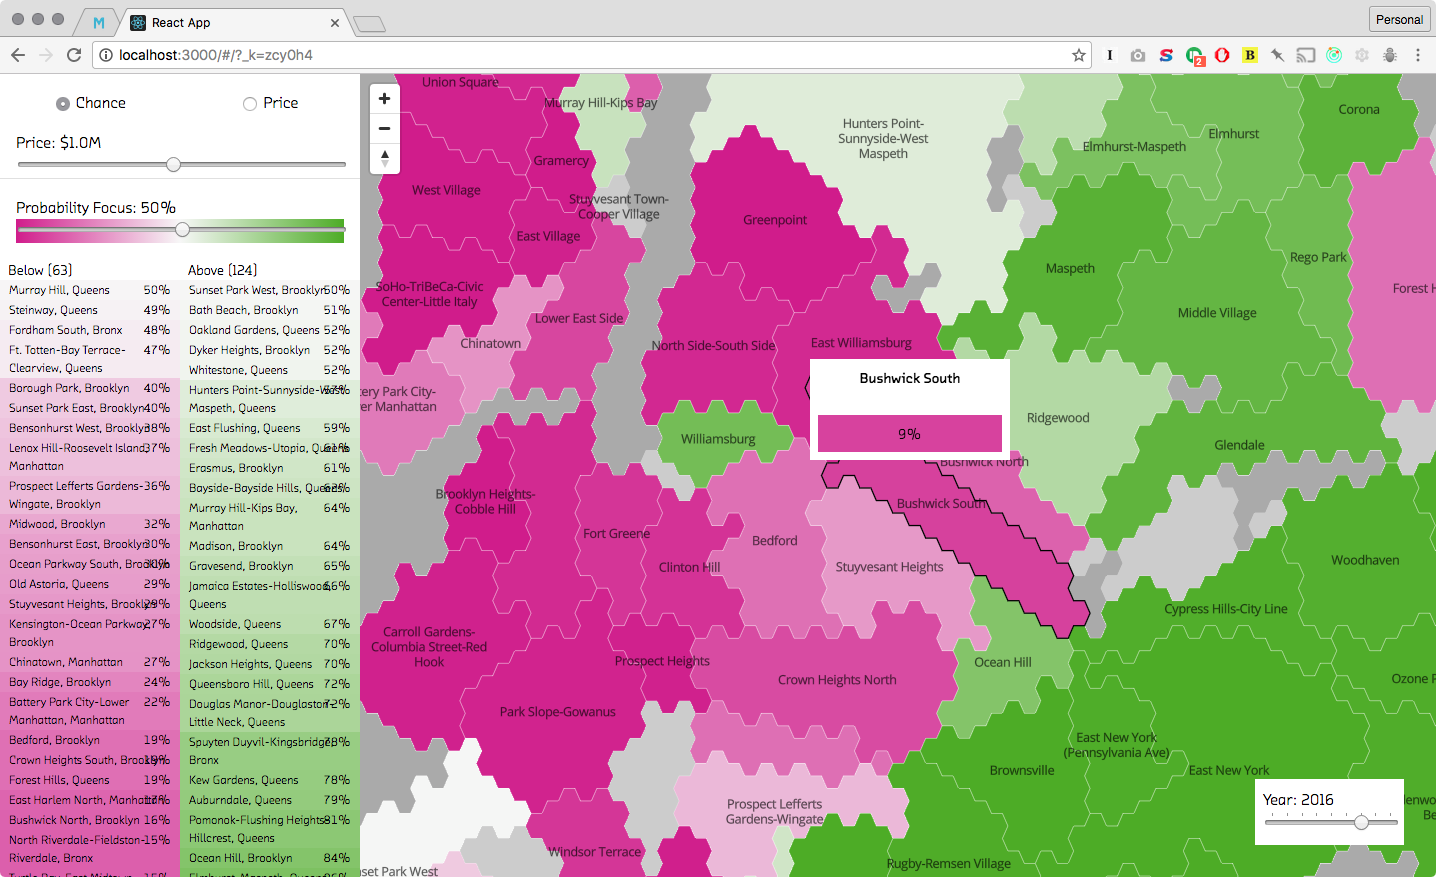 React App
Personal
localhost:3000/#/?_k=zcy0h4
2
Chance
Price
Price: $1.0M
Probability Focus: 50%
Below (63)
Murray Hill, Queens 50%
Steinway, Queens 49%
Fordham South, Bronx 48%
Ft. Totten-Bay Terrace- 47%
Clearview, Queens
Borough Park, Brooklyn 40%
Sunset Park East, Brooklyn 40%
Bensonhurst West, Brooklyn 38%
Lenox Hill-Roosevelt Island, 37%
Manhattan
Prospect Lefferts Gardens- 36%
Wingate, Brooklyn
Midwood, Brooklyn 32%
Bensonhurst East, Brooklyn 30%
Ocean Parkway South, Brooklyn 30%
Old Astoria, Queens 29%
Stuyvesant Heights, Brooklyn 29%
Kensington-Ocean Parkway, 27%
Brooklyn
Chinatown, Manhattan 27%
Bay Ridge, Brooklyn 24%
Battery Park City-Lower 22%
Manhattan, Manhattan
Bedford, Brooklyn 19%
Crown Heights South, Brooklyn 19%
Forest Hills, Queens 19%
East Harlem North, Manhattan 17%
Bushwick North, Brooklyn 16%
North Riverdale-Fieldston- 15%
Riverdale, Bronx
Above (124)
Sunset Park West, Brooklyn 50%
Bath Beach, Brooklyn 51%
Oakland Gardens, Queens 52%
Dyker Heights, Brooklyn 52%
Whitestone, Queens 52%
Hunters Point-Sunnyside-West
Maspeth, Queens
East Flushing, Queens 59%
Fresh Meadows-Utopia, Queens 61%
Erasmus, Brooklyn 61%
Bayside-Bayside Hills, Queens
Murray Hill-Kips Bay, 64%
Manhattan
Madison, Brooklyn 64%
Gravesend, Brooklyn 65%
Jamaica Estates-Holliswood, 66%
Queens
Woodside, Queens 67%
Ridgewood, Queens 70%
Jackson Heights, Queens 70%
Queensboro Hill, Queens 72%
Douglas Manor-Douglaston- 72%
Little Neck, Queens
Spuyten Duyvil-Kingsbridge, 78%
Bronx
Kew Gardens, Queens 78%
Auburndale, Queens 79%
Pomonok-Flushing Heights- 81%
Hillcrest, Queens
Ocean Hill, Brooklyn 84%
Union Square
Murray Hill-Kips Bay
Gramercy
West Village
Stuyvesant Town-
Cooper Village
East Village
SoHo-TriBeCa-Civic
Center-Little Italy
Lower East Side
Chinatown
tery Park City-
er Manhattan
Hunters Point-
Sunnyside-West
Maspeth
Greenpoint
North Side-South Side
East Williamsburg
Williamsburg
Elmhurst-Maspeth
Elmhurst
Corona
Maspeth
Rego Park
Forest H
Middle Village
Ridgewood
Glendale
Bushwick South
9%
Bushwick North
Bushwick South
Brooklyn Heights-
Cobble Hill
Fort Greene
Clinton Hill
Bedford
Stuyvesant Heights
Woodhaven
Cypress Hills-City Line
Carroll Gardens-
Columbia Street-Red
Hook
Prospect Heights
Crown Heights North
Ocean Hill
Ozone P
Park Slope-Gowanus
East New York
(Pennsylvania Ave)
Brownsville
East New York
Prospect Lefferts
Gardens-Wingate
Windsor Terrace
Rugby-Remsen Village
set Park West
lenwo
Be
Year: 2016